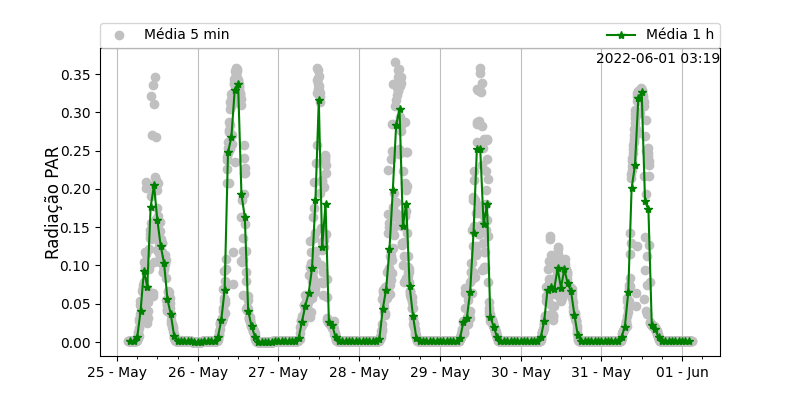 Média 5 min
Média 1 h
2022-06-01 03:19
Radiação PAR
0.35
0.30
0.25
0.20
0.15
0.10
0.05
0.00
25 - May
26 - May
27 - May
28 - May
29 - May
30 - May
31 - May
01 - Jun